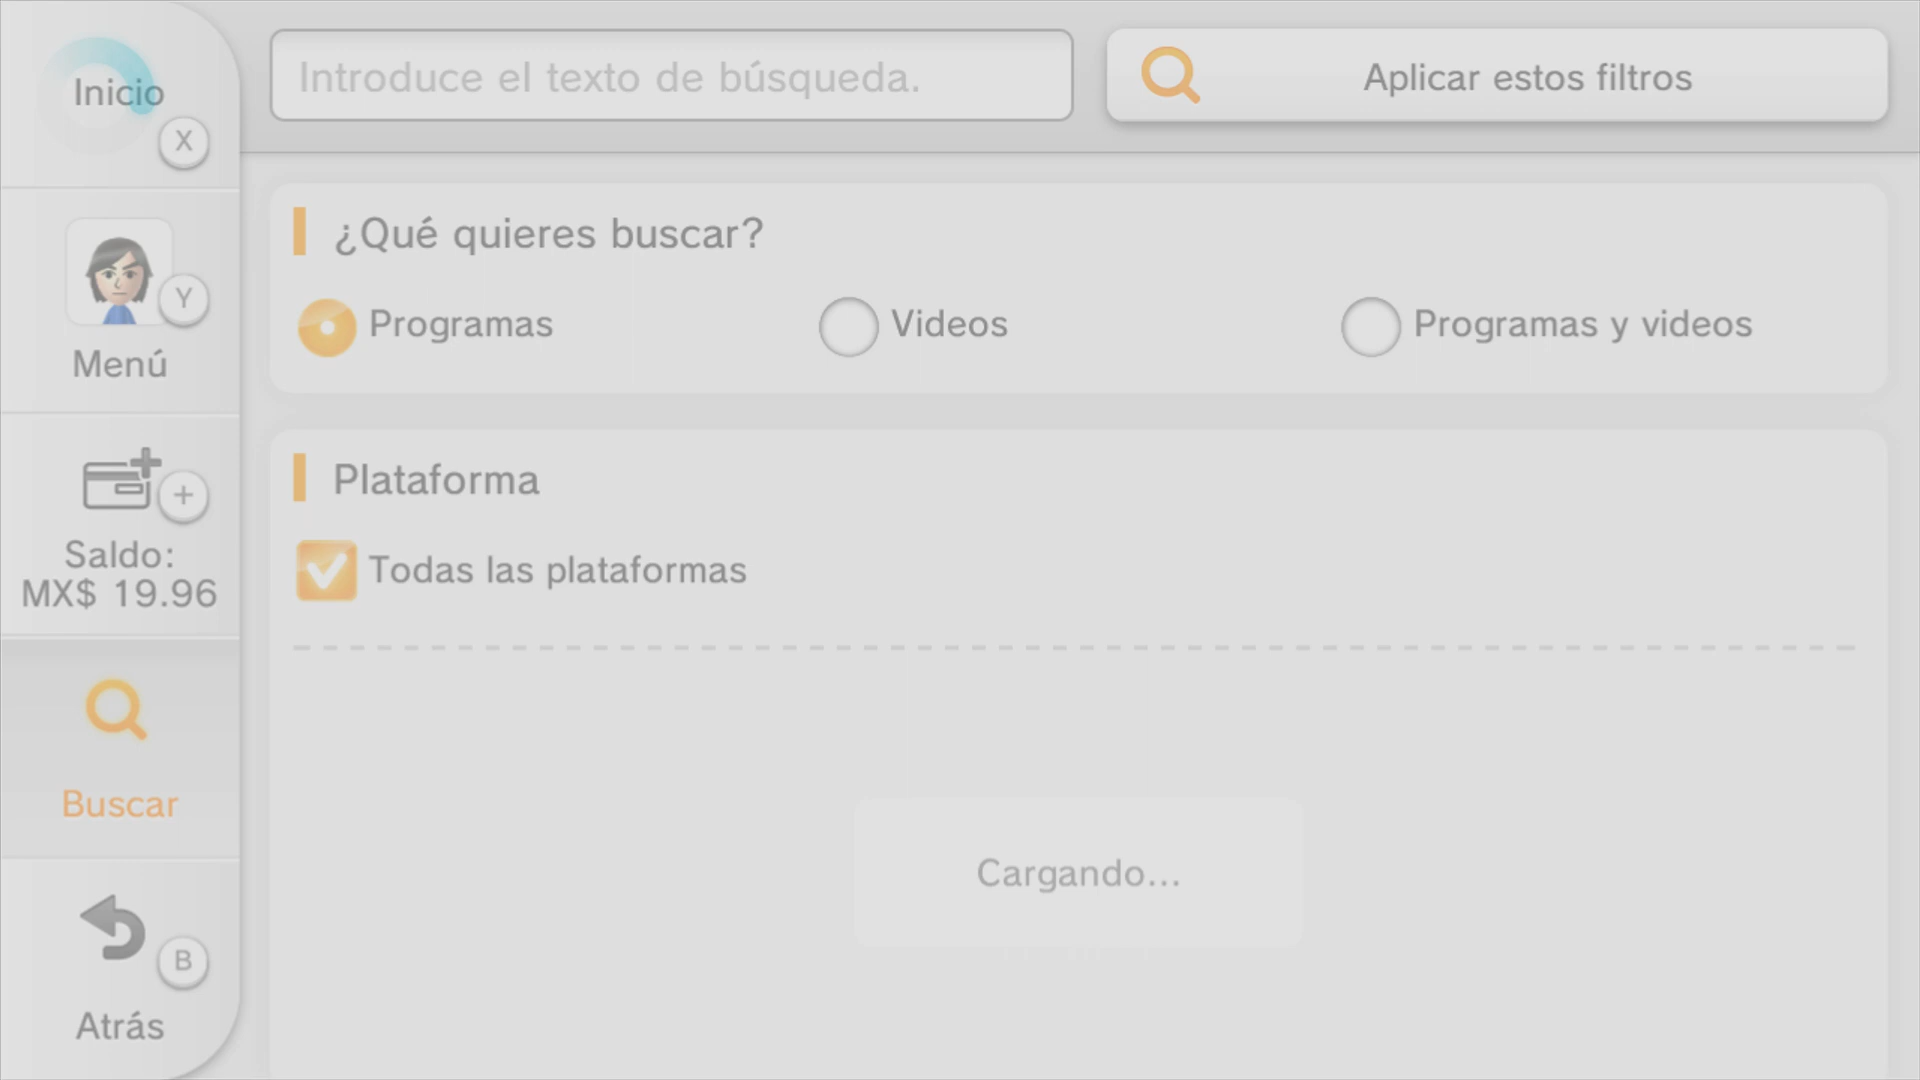 Inicio
X
Y
Menú
+
Saldo:
MX$ 19.96
Buscar
B
Atrás
Introduce el texto de búsqueda.
Aplicar estos filtros
¿Qué quieres buscar?
Programas
Videos
Programas y videos
Plataforma
Todas las plataformas
Cargando...